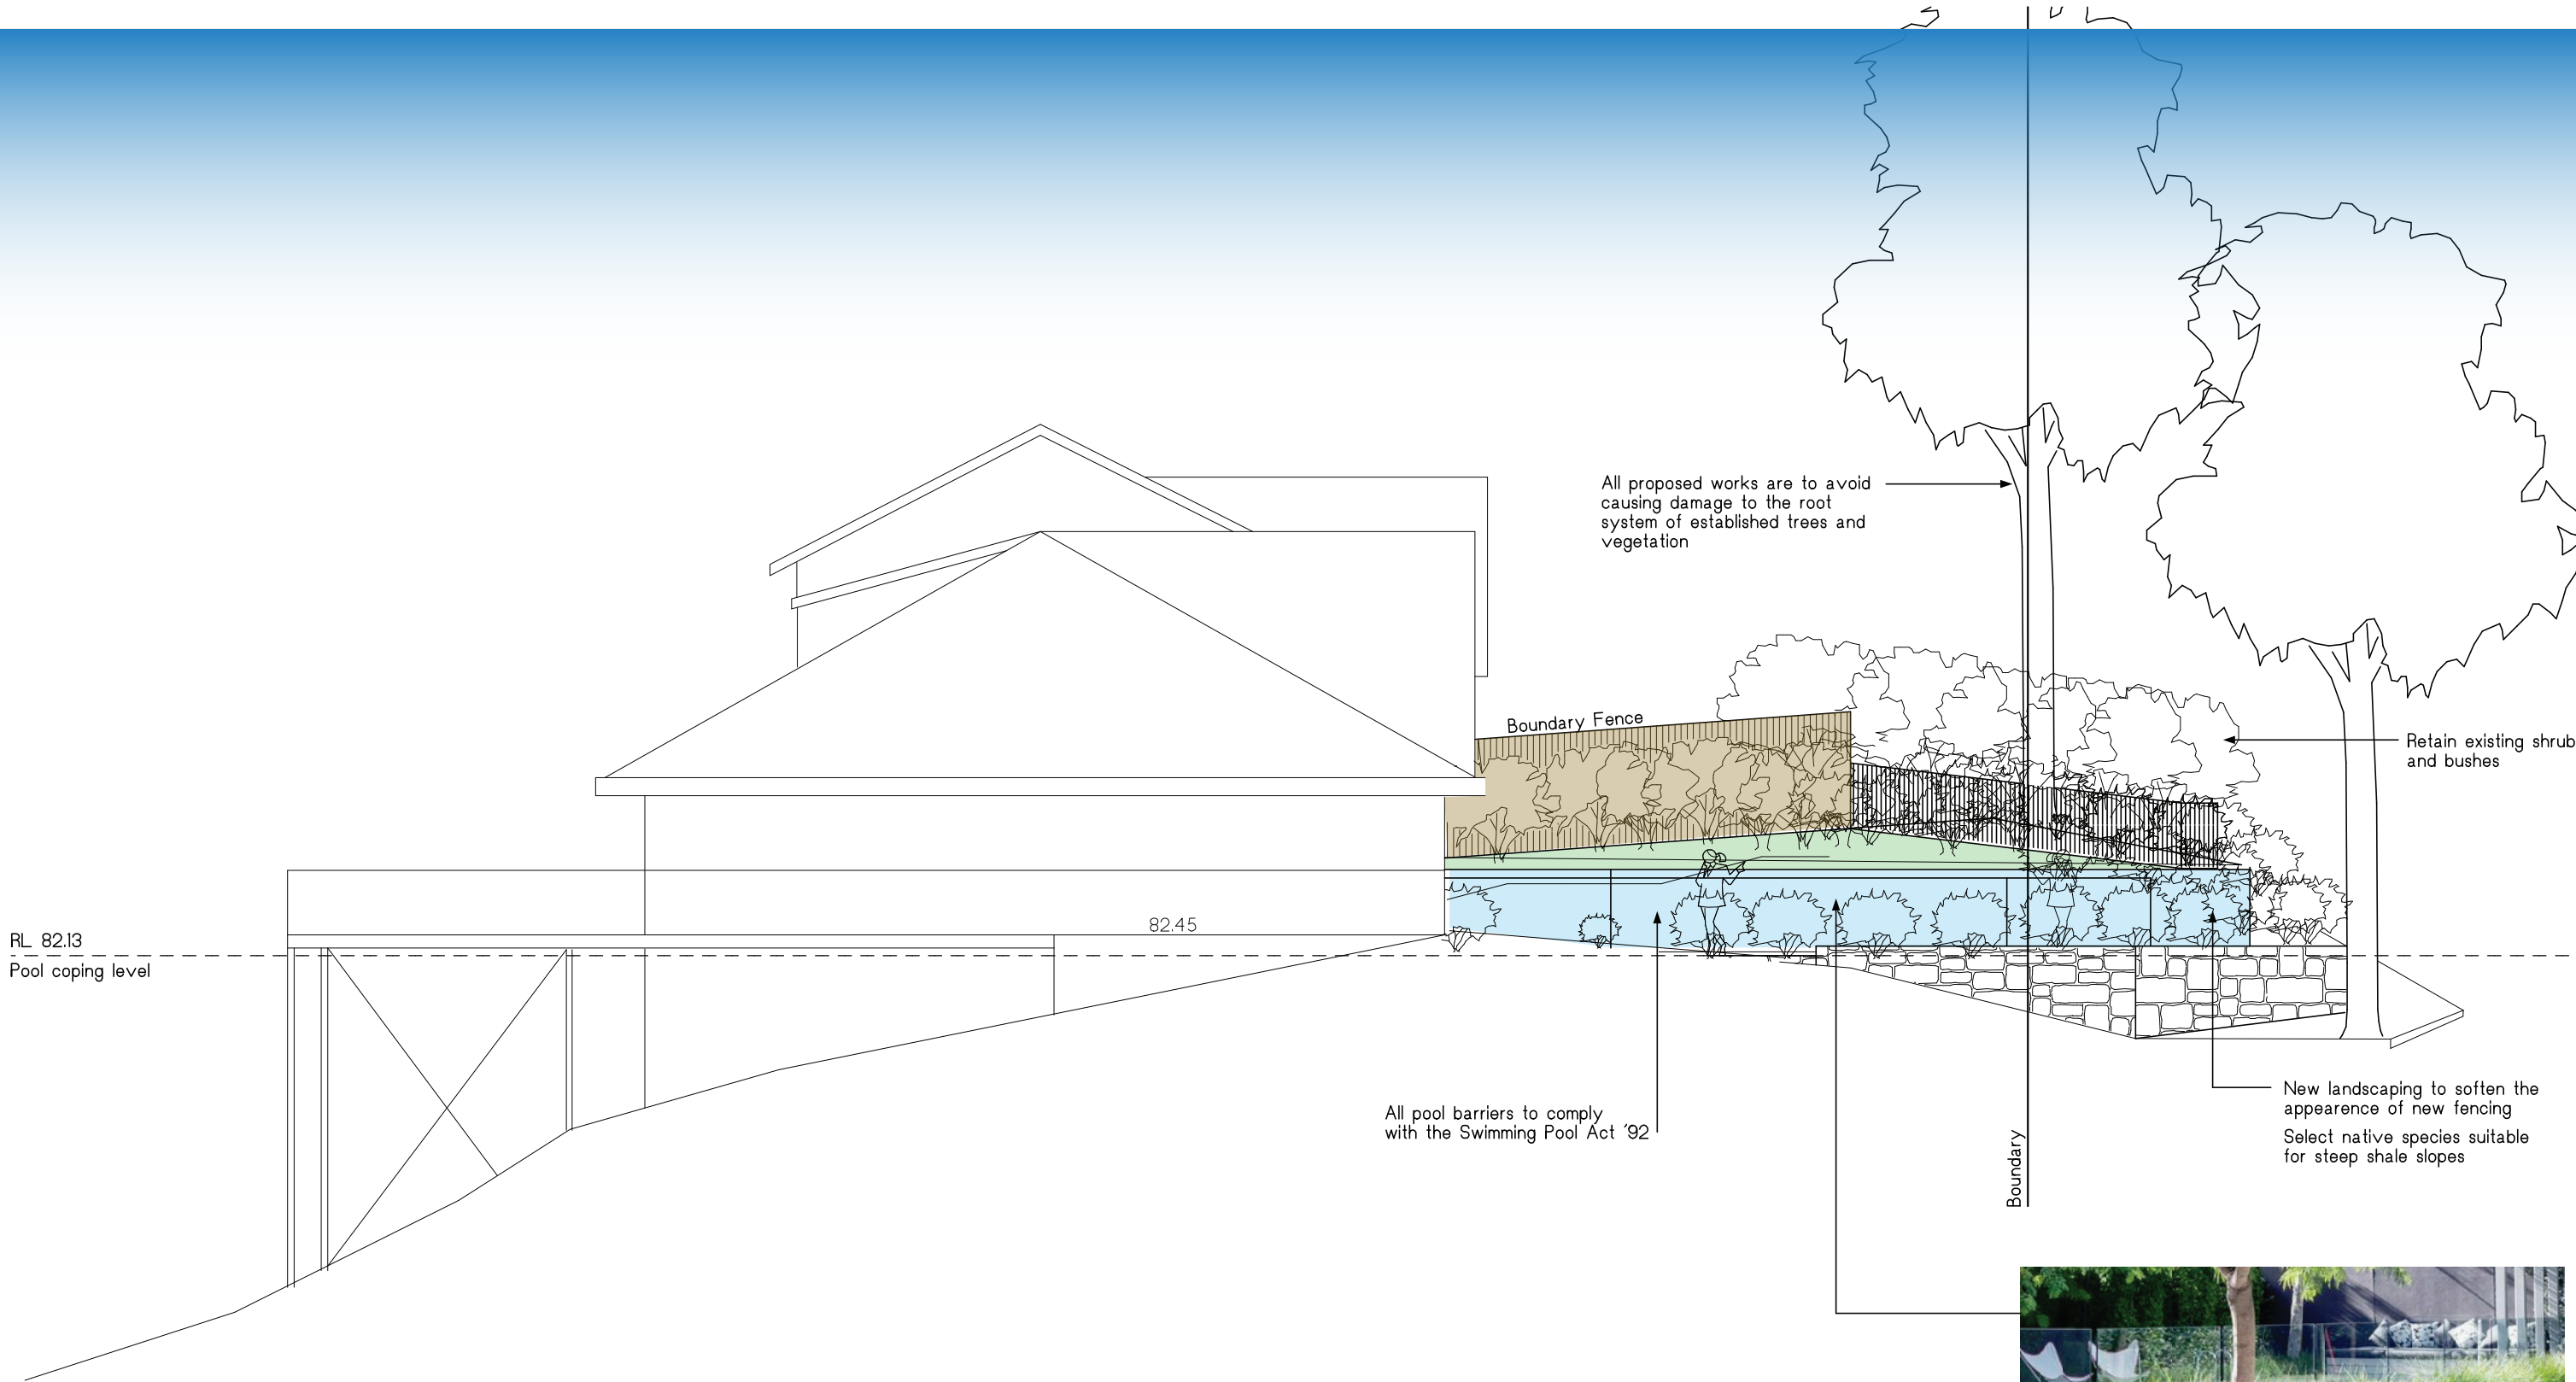 All proposed works are to avoid
causing damage to the root
system of established trees and
vegetation
Boundary Fence
Retain existing shrub
and bushes
82.45
RL 82.13
Pool coping level
All pool barriers to comply
with the Swimming Pool Act '92
Boundary
New landscaping to soften the
appearence of new fencing
Select native species suitable
for steep shale slopes